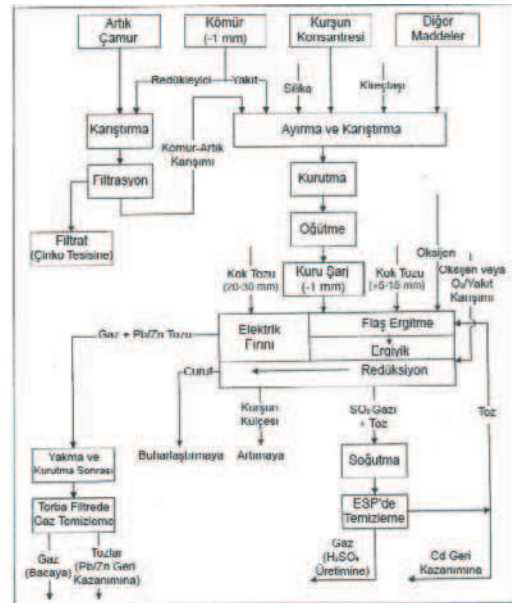 Artık
Çamur
Kömür
(-1 mm)
Kurşun
Konsantresi
Diğer
Maddeler
Redükleyici
Yakıt
Silika
Kireçtaşı
Karıştırma
Kömür-Artık
Karışımı
Ayırma ve Karıştırma
Filtrasyon
Kurutma
Öğütme
Filtrat
(Çinko Tesisine)
Kok Tozu
(20-30 mm)
Kuru Şarj
(-1 mm)
Kok Tozu
(+5-15 mm)
Oksijen
Oksijen veya
O₂/Yakıt
Karışımı
Gaz + Pb/Zn Tozu
Elektrik
Fırını
Flaş Ergitme
Ergiyik
Redüksiyon
Curuf
Kurşun
Külçesi
SO₂ Gazı
+ Toz
Toz
Buharlaştırmaya
Arıtmaya
Yakma ve
Kurutma Sonrası
Soğutma
Torba Filtrede
Gaz Temizleme
ESP'de
Temizleme
Gaz
(Bacaya)
Tozlar
(Pb/Zn Geri
Kazanımına)
Gaz
(H₂SO₄
Üretimine)
Cd Geri
Kazanımına